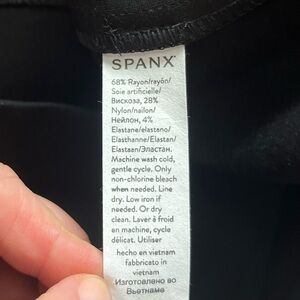 SPANX®
68% Rayon/rayón/
Soie artificielle/
Вискоза, 28%
Nylon/nailon/
Нейлон, 4%
Elastane/elastano/
Elasthanne/Elastan/
Elastaan/Эластан.
Machine wash cold,
gentle cycle. Only
non-chlorine bleach
when needed. Line
dry. Low iron if
needed. Or dry
clean. Laver à froid
en machine, cycle
délicat. Utiliser
hecho en vietnam
fabbricato in
vietnam
Изготовлено во
Вьетнаме